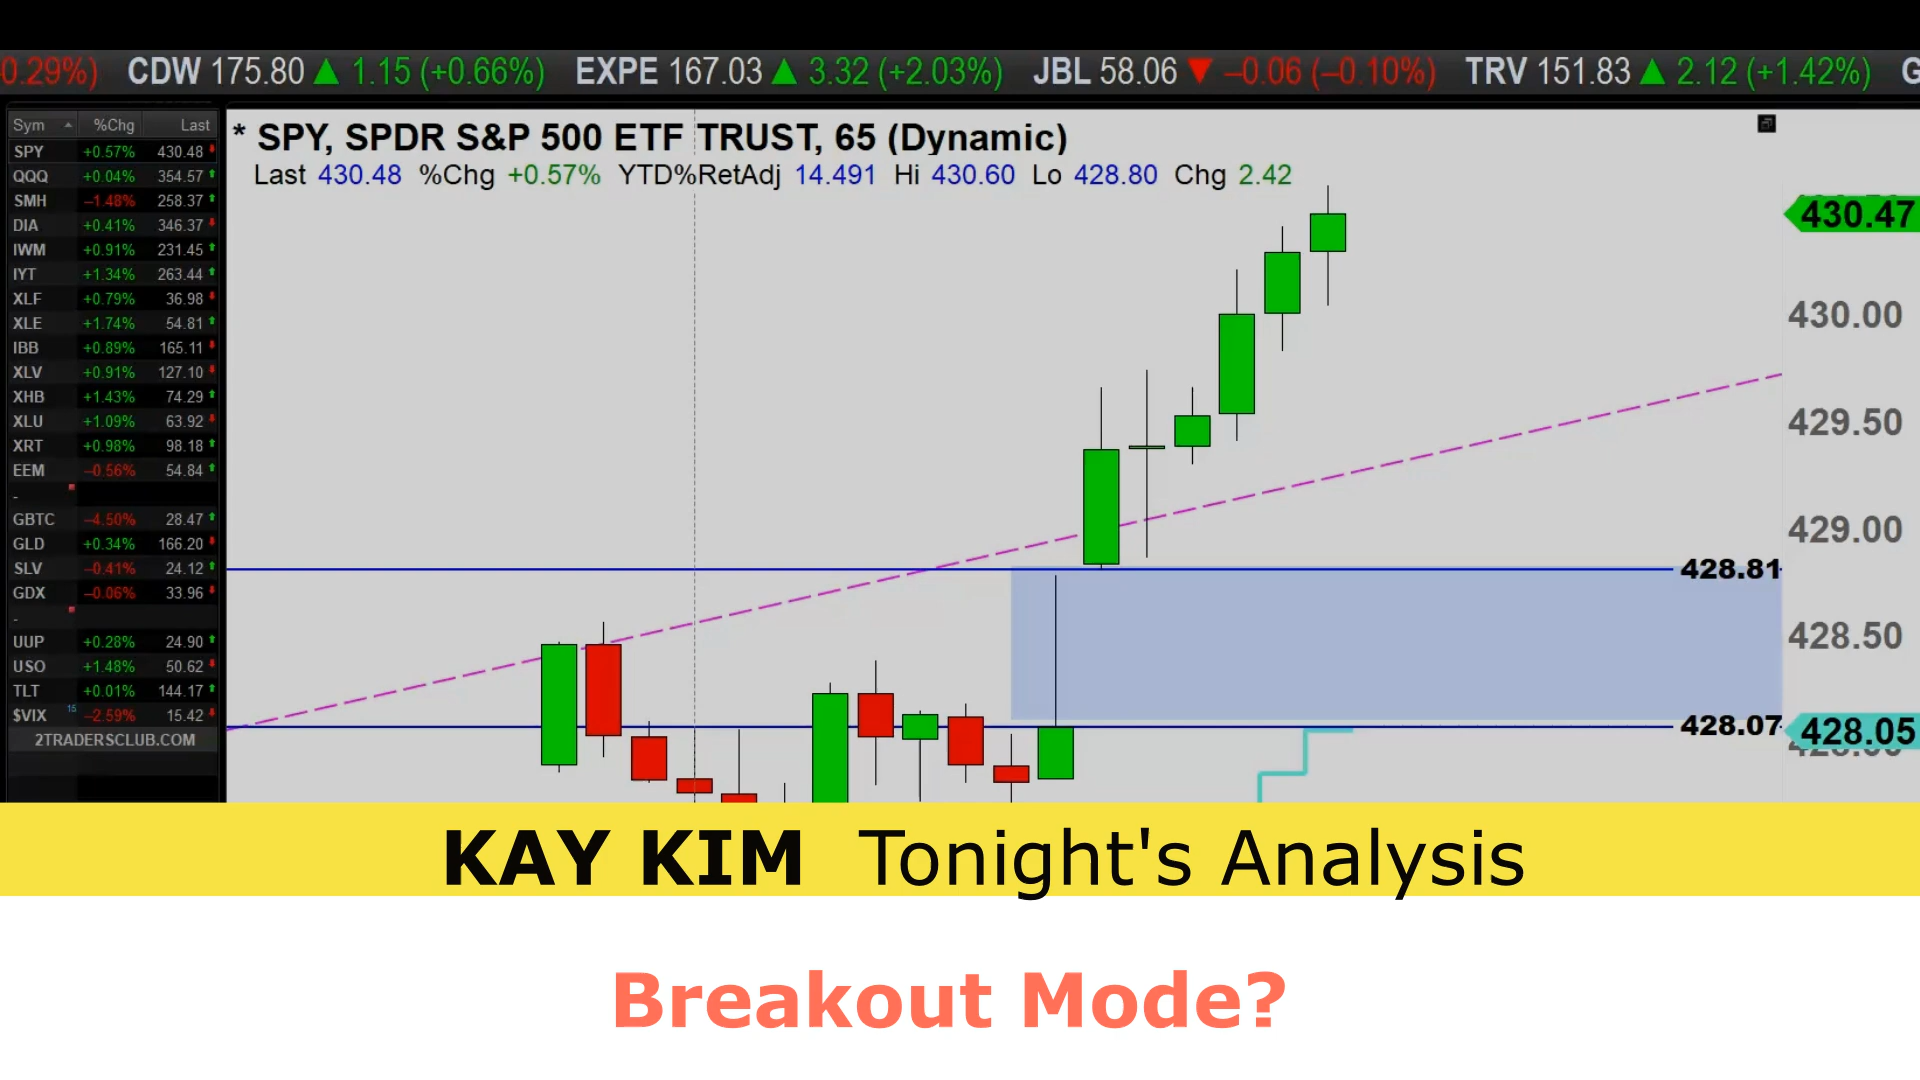 0.29%) CDW 175.80 ▲ 1.15 (+0.66%) EXPE 167.03 ▲ 3.32 (+2.03%) JBL 58.06 ▼ –0.06 (–0.10%) TRV 151.83 ▲ 2.12 (+1.42%) G
Sym %Chg Last
SPY +0.57% 430.48
QQQ +0.04% 354.57
SMH –1.48% 258.37
DIA +0.41% 346.37
IWM +0.91% 231.45
IYT +1.34% 263.44
XLF +0.79% 36.98
XLE +1.74% 54.81
IBB +0.89% 165.11
XLV +0.91% 127.10
XHB +1.43% 74.29
XLU +1.09% 63.92
XRT +0.98% 98.18
EEM –0.56% 54.84
-
GBTC –4.50% 28.47
GLD +0.34% 166.20
SLV –0.41% 24.12
GDX –0.06% 33.96
-
UUP +0.28% 24.90
USO +1.48% 50.62
TLT +0.01% 144.17
$VIX 15 –2.59% 15.42
2TRADERSCLUB.COM
* SPY, SPDR S&P 500 ETF TRUST, 65 (Dynamic)
Last 430.48 %Chg +0.57% YTD%RetAdj 14.491 Hi 430.60 Lo 428.80 Chg 2.42
430.47
430.00
429.50
429.00
428.81
428.50
428.07
428.05
KAY KIM Tonight's Analysis
Breakout Mode?